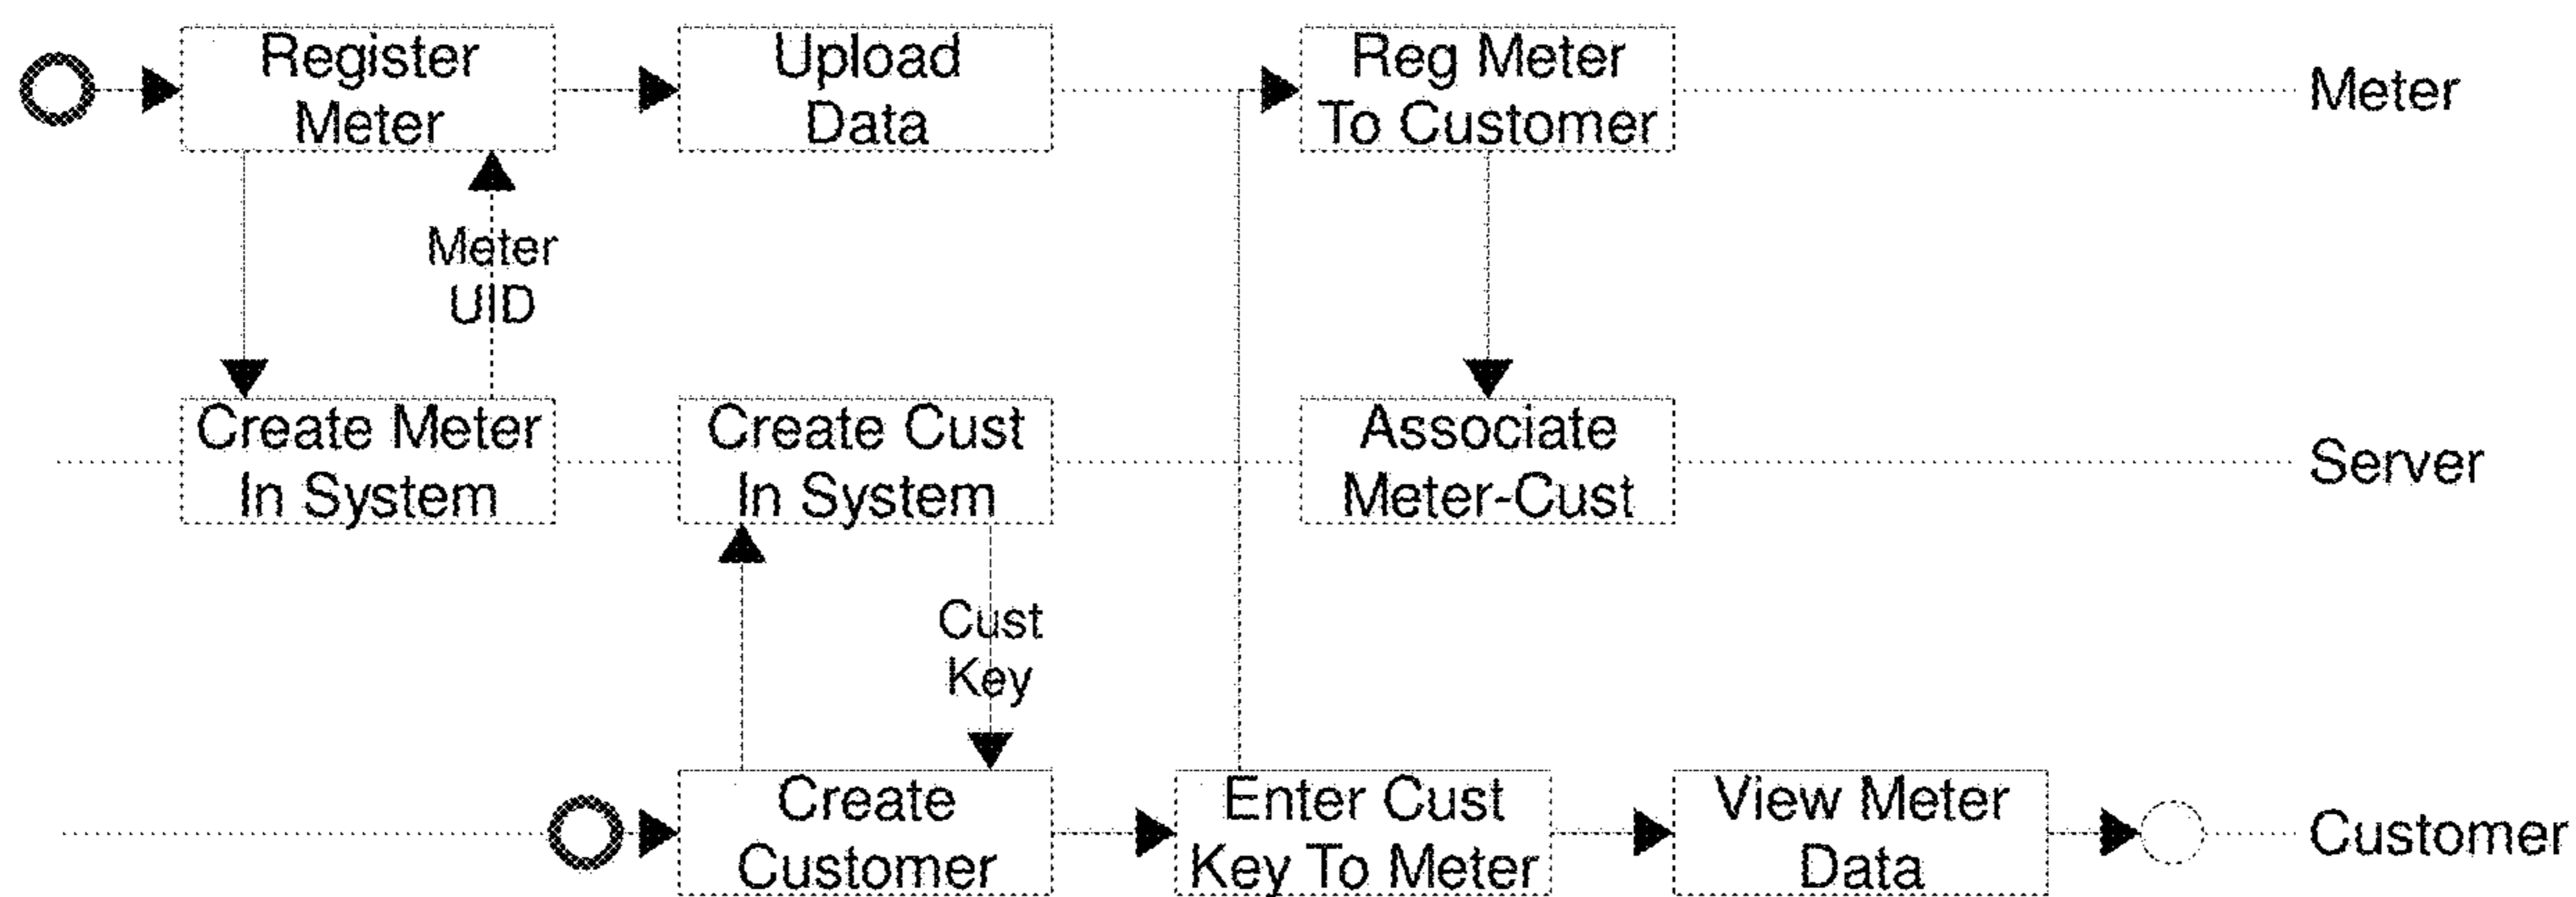 Register
Meter
Upload
Data
Reg Meter
To Customer
Meter
Meter
UID
Create Meter
In System
Create Cust
In System
Associate
Meter-Cust
Server
Cust
Key
Create
Customer
Enter Cust
Key To Meter
View Meter
Data
Customer